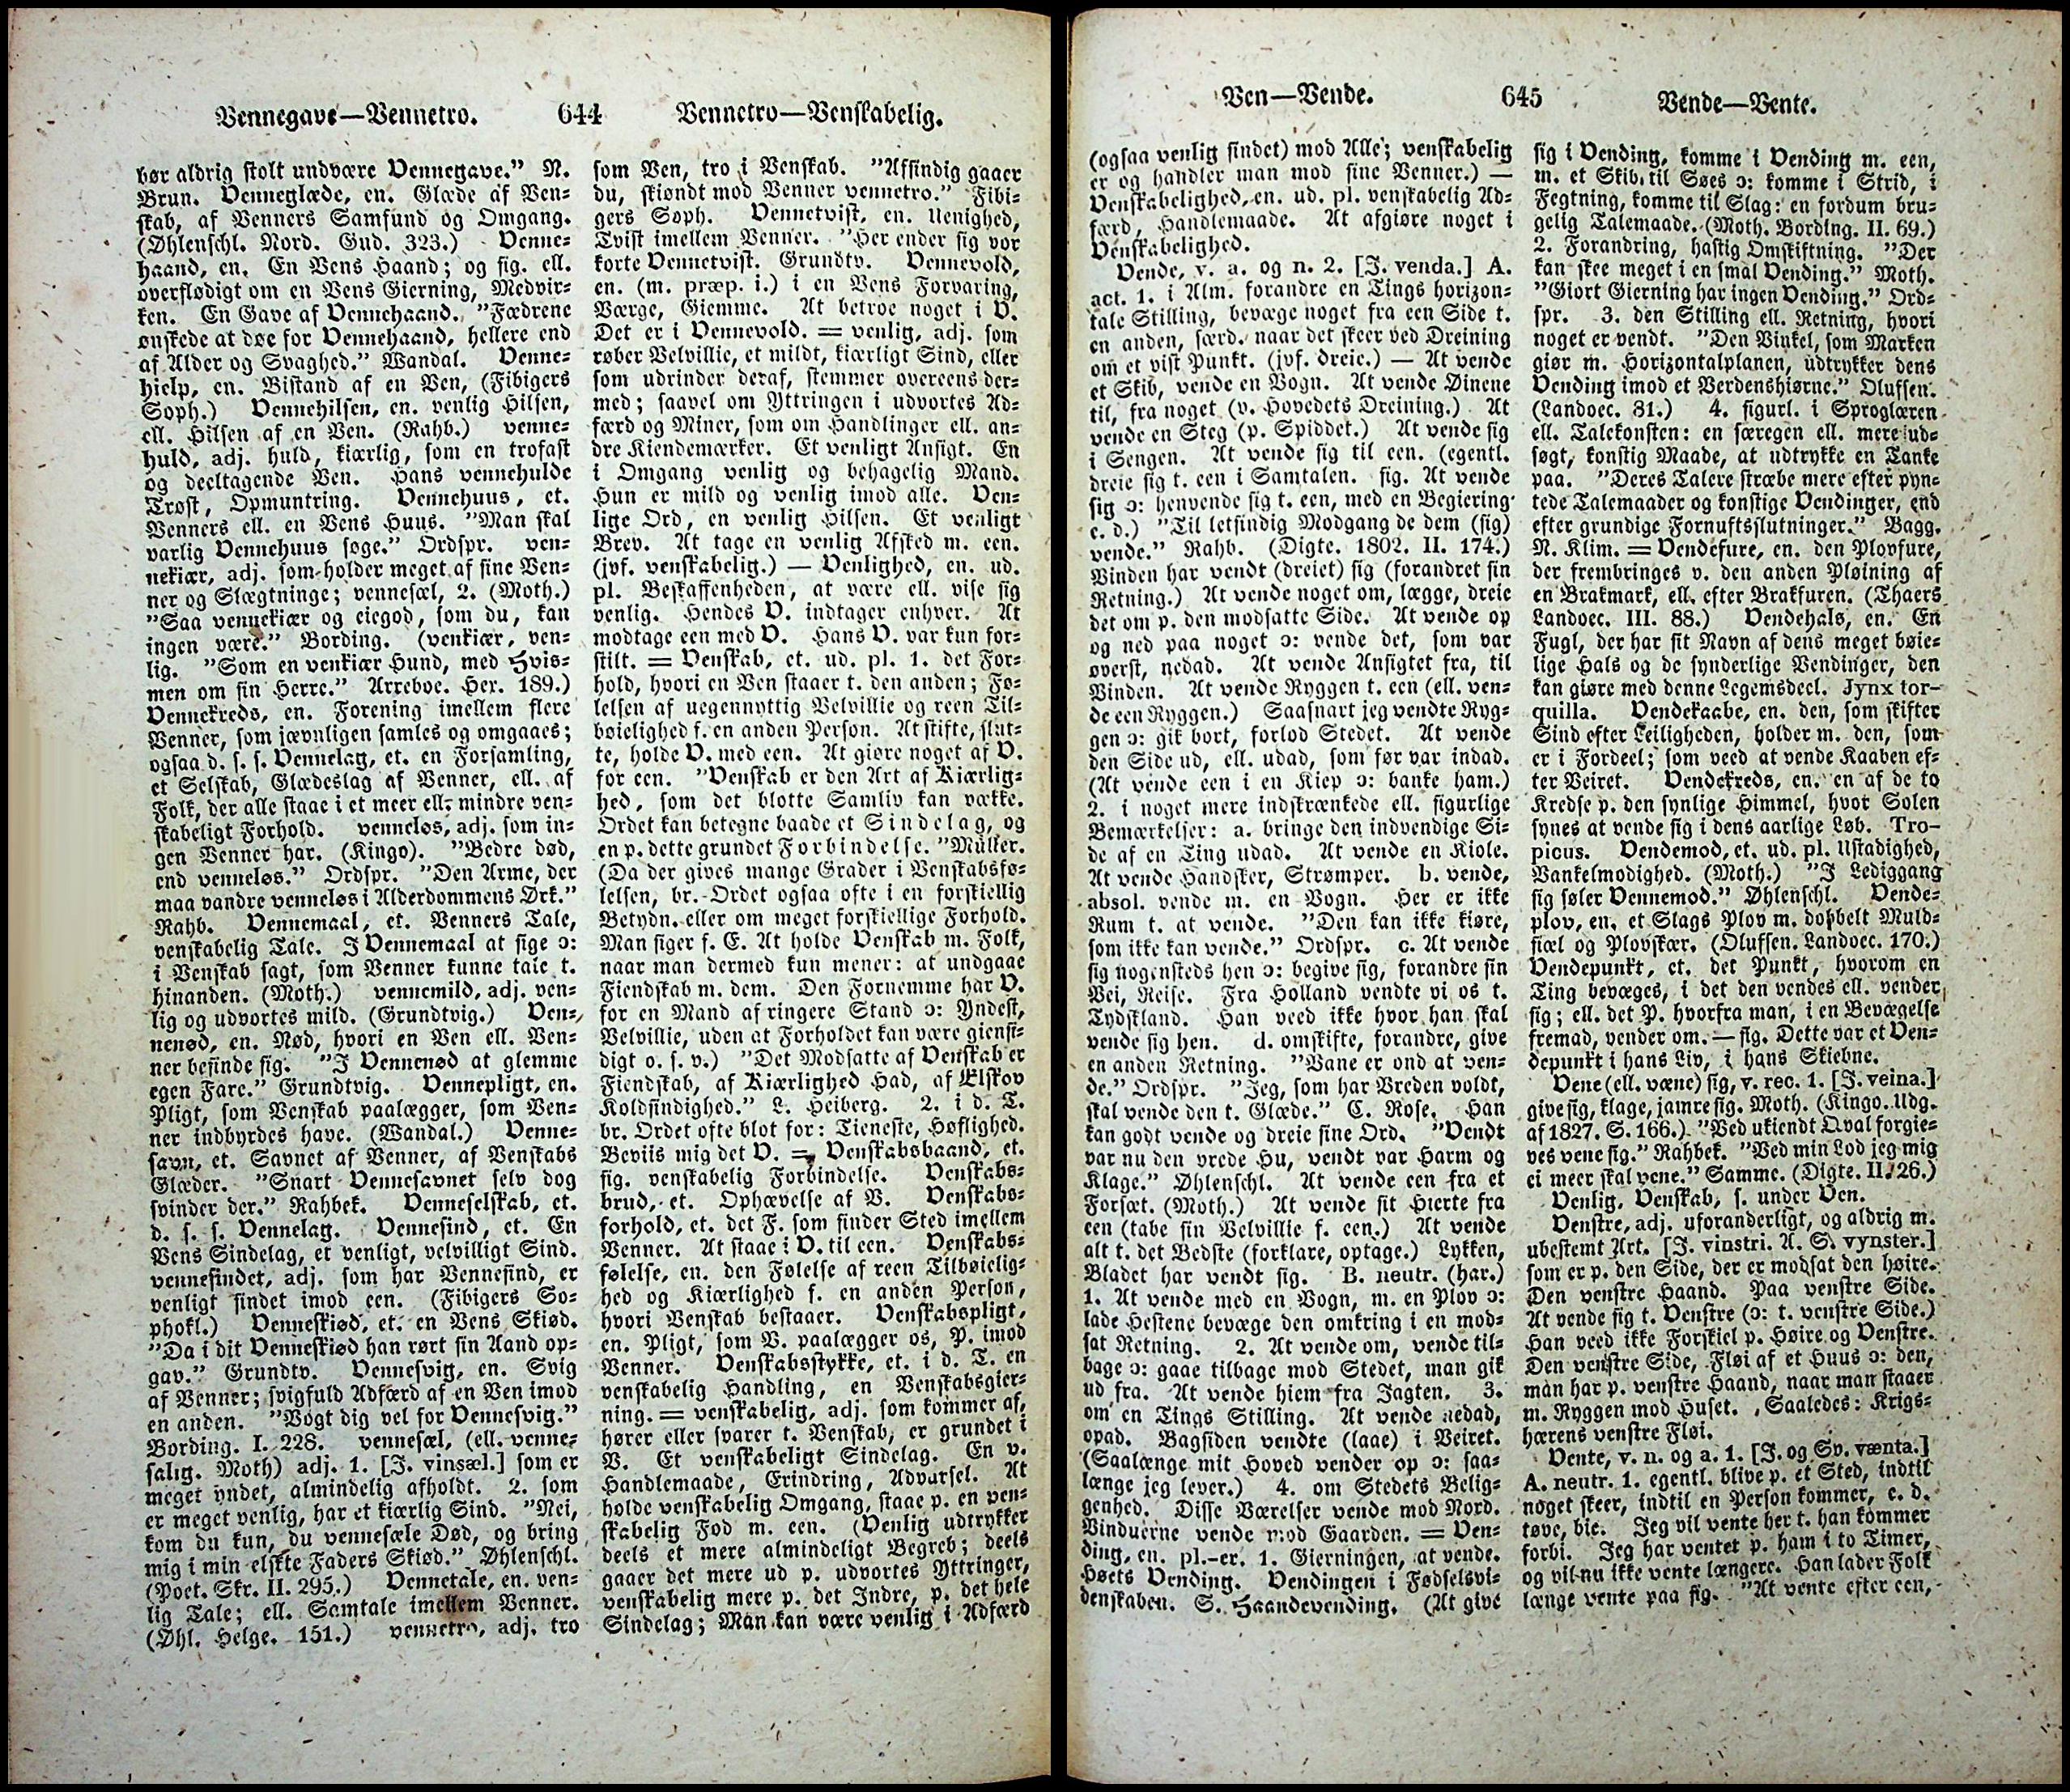 Vennegave—Vennetro.
644
Vennetro—Venskabelig.
bør aldrig stolt undvære Vennegave." N.
Brun. Venneglæde, en. Glæde af Ven-
skab, af Venners Samfund og Omgang.
(Øhlenschl. Nord. Gud. 323.) Venne-
haand, en. En Vens Haand; og fig. ell.
overflødigt om en Vens Gierning, Medvir-
ken. En Gave af Vennehaand. "Fædrene
ønskede at døe for Vennehaand, hellere end
af Alder og Svaghed." Wandal. Venne-
hielp, en. Bistand af en Ven, (Fibigers
Soph.) Vennehilsen, en. venlig Hilsen,
ell. Hilsen af en Ven. (Rahb.) venne-
huld, adj. huld, kiærlig, som en trofast
og deeltagende Ven. Hans vennehulde
Trøst, Opmuntring. Vennehuus, et.
Venners ell. en Vens Huus. "Man skal
varlig Vennehuus søge." Ordspr. ven-
nekiær, adj. som holder meget af sine Ven-
ner og Slægtninge; vennesæl, 2. (Moth.)
"Saa vennekiær og eiegod, som du, kan
ingen være." Bording. (venkiær, ven-
lig. "Som en venkiær Hund, med Hvis-
men om sin Herre." Arreboe. Hex. 189.)
Vennekreds, en. Forening imellem flere
Venner, som jævnligen samles og omgaaes;
ogsaa d. s. s. Vennelag, et. en Forsamling,
et Selskab, Glædeslag af Venner, ell. af
Folk, der alle staae i et meer ell. mindre ven-
skabeligt Forhold. venneløs, adj. som in-
gen Venner har. (Kingo). "Bedre død,
end venneløs." Ordspr. "Den Arme, der
maa vandre venneløs i Alderdommens Ørk."
Rahb. Vennemaal, et. Venners Tale,
venskabelig Tale. I Vennemaal at sige ɔ:
i Venskab sagt, som Venner kunne tale t.
hinanden. (Moth.) vennemild, adj. ven-
lig og udvortes mild. (Grundtvig.) Ven-
nenød, en. Nød, hvori en Ven ell. Ven-
ner befinde sig. "I Vennenød at glemme
egen Fare." Grundtvig. Vennepligt, en.
Pligt, som Venskab paalægger, som Ven-
ner indbyrdes have. (Wandal.) Venne-
savn, et. Savnet af Venner, af Venskabs
Glæder. "Snart Vennesavnet selv dog
svinder der." Rahbek. Venneselskab, et.
d. s. s. Vennelag. Vennesind, et. En
Vens Sindelag, et venligt, velvilligt Sind.
vennesindet, adj. som har Vennesind, er
venligt sindet imod een. (Fibigers So-
phokl.) Venneskiød, et. en Vens Skiød.
"Da i dit Venneskiød han rørt sin Aand op-
gav." Grundtv. Vennesvig, en. Svig
af Venner; svigfuld Adfærd af en Ven imod
en anden. "Vogt dig vel for Vennesvig."
Bording. I. 228. vennesæl, (ell. venne-
salig. Moth) adj. 1. [I. vinsæl.] som er
meget yndet, almindelig afholdt. 2. som
er meget venlig, har et kiærlig Sind. "Nei,
kom du kun, du vennesæle Død, og bring
mig i min elskte Faders Skiød." Øhlenschl.
(Poet. Skr. II. 295.) Vennetale, en. ven-
lig Tale; ell. Samtale imellem Venner.
(Øhl. Helge. 151.) vennetro, adj. tro
som Ven, tro i Venskab. "Affindig gaaer
du, skiøndt mod Venner vennetro." Fibi-
gers Soph. Vennetvist, en. Uenighed,
Tvist imellem Venner. "Her ender sig vor
korte Vennetvist. Grundtv. Vennevold,
en. (m. præp. i.) i en Vens Forvaring,
Værge, Giemme. At betroe noget i V.
Det er i Vennevold. = venlig, adj. som
røber Velvillie, et mildt, kiærligt Sind, eller
som udrinder deraf, stemmer overeens der-
med; saavel om Yttringen i udvortes Ad-
færd og Miner, som om Handlinger ell. an-
dre Kiendemærker. Et venligt Ansigt. En
i Omgang venlig og behagelig Mand.
Hun er mild og venlig imod alle. Ven-
lige Ord, en venlig Hilsen. Et venligt
Brev. At tage en venlig Afsked m. een.
(jvf. venskabelig.) — Venlighed, en. ud.
pl. Beskaffenheden, at være ell. vise sig
venlig. Hendes V. indtager enhver. At
modtage een med V. Hans V. var kun for-
stilt. = Venskab, et. ud. pl. 1. det For-
hold, hvori en Ven staaer t. den anden; Fø-
lelsen af uegennyttig Velvillie og reen Til-
bøielighed f. en anden Person. At stifte, slut-
te, holde V. med een. At giøre noget af V.
for een. "Venskab er den Art af Kiærlig-
hed, som det blotte Samliv kan vække.
Ordet kan betegne baade et Sindelag, og
en p. dette grundet Forbindelse. "Müller.
(Da der gives mange Grader i Venskabsfø-
lelsen, br. Ordet ogsaa ofte i en forskiellig
Betydn. eller om meget forskiellige Forhold.
Man siger f. E. At holde Venskab m. Folk,
naar man dermed kun mener: at undgaae
Fiendskab m. dem. Den Fornemme har V.
for en Mand af ringere Stand ɔ: Yndest,
Velvillie, uden at Forholdet kan være giensi-
digt o. s. v.) "Det Modsatte af Venskab er
Fiendskab, af Kiærlighed Had, af Elskov
Koldsindighed." L. Heiberg. 2. i d. T.
br. Ordet ofte blot for: Tieneste, Høflighed.
Beviis mig det V. = Venskabsbaand, et.
fig. venskabelig Forbindelse. Venskabs-
brud, et. Ophævelse af V. Venskabs-
forhold, et. det F. som finder Sted imellem
Venner. At staae i V. til een. Venskabs-
følelse, en. den Følelse af reen Tilbøielig-
hed og Kiærlighed f. en anden Person,
hvori Venskab bestaaer. Venskabspligt,
en. Pligt, som V. paalægger os, P. imod
Venner. Venskabsstykke, et. i d. T. en
venskabelig Handling, en Venskabsgier-
ning. = venskabelig, adj. som kommer af,
hører eller svarer t. Venskab, er grundet i
V. Et venskabeligt Sindelag. En v.
Handlemaade, Erindring, Advarsel. At
holde venskabelig Omgang, staae p. en ven-
skabelig Fod m. een. (Venlig udtrykker
deels et mere almindeligt Begreb; deels
gaaer det mere ud p. udvortes Yttringer,
venskabelig mere p. det Indre, p. det hele
Sindelag; Man kan være venlig i Adfærd
Ven—Vende.
645
Vende—Vente.
(ogsaa venlig sindet) mod Alle; venskabelig
er og handler man mod sine Venner.) —
Venskabelighed, en. ud. pl. venskabelig Ad-
færd, Handlemaade. At afgiøre noget i
Venskabelighed.
Vende, v. a. og n. 2. [I. venda.] A.
act. 1. i Alm. forandre en Tings horizon-
tale Stilling, bevæge noget fra een Side t.
en anden, færd. naar det skeer ved Dreining
om et vist Punkt. (jvf. dreie.) — At vende
et Skib, vende en Vogn. At vende Øinene
til, fra noget (v. Hovedets Dreining.) At
vende en Steg (p. Spiddet.) At vende sig
i Sengen. At vende sig til een. (egentl.
dreie sig t. een i Samtalen. fig. At vende
sig ɔ: henvende sig t. een, med en Begiering
e. d.) "Til letsindig Modgang de dem (sig)
vende." Rahb. (Digte. 1802. II. 174.)
Vinden har vendt (dreiet) sig (forandret sin
Retning.) At vende noget om, lægge, dreie
det om p. den modsatte Side. At vende op
og ned paa noget ɔ: vende det, som var
øverst, nedad. At vende Ansigtet fra, til
Vinden. At vende Ryggen t. een (ell. ven-
de een Ryggen.) Saasnart jeg vendte Ryg-
gen ɔ: gik bort, forlod Stedet. At vende
den Side ud, ell. udad, som før var indad.
(At vende een i en Kiep ɔ: banke ham.)
2. i noget mere indskrænkede ell. figurlige
Bemærkelser: a. bringe den indvendige Si-
de af en Ting udad. At vende en Kiole.
At vende Handsker, Strømper. b. vende,
absol. vende m. en Vogn. Her er ikke
Rum t. at vende. "Den kan ikke kiøre,
som ikke kan vende." Ordspr. c. At vende
sig nogensteds hen ɔ: begive sig, forandre sin
Vei, Reise. Fra Holland vendte vi os t.
Tydskland. Han veed ikke hvor han skal
vende sig hen. d. omskifte, forandre, give
en anden Retning. "Vane er ond at ven-
de." Ordspr. "Jeg, som har Vreden voldt,
skal vende den t. Glæde." C. Rose. Han
kan godt vende og dreie sine Ord. "Vendt
var nu den vrede Hu, vendt var Harm og
Klage." Øhlenschl. At vende een fra et
Forsæt. (Moth.) At vende sit Hierte fra
een (tabe sin Velvillie f. een.) At vende
alt t. det Bedste (forklare, optage.) Lykken,
Bladet har vendt sig. B. neutr. (har.)
1. At vende med en Vogn, m. en Plov ɔ:
lade Hestene bevæge den omkring i en mod-
sat Retning. 2. At vende om, vende til-
bage ɔ: gaae tilbage mod Stedet, man gik
ud fra. At vende hiem fra Jagten. 3.
om en Tings Stilling. At vende nedad,
opad. Bagsiden vendte (laae) i Veiret.
(Saalænge mit Hoved vender op ɔ: saa-
længe jeg lever.) 4. om Stedets Belig-
genhed. Disse Værelser vende mod Nord.
Vinduerne vende mod Gaarden. = Ven-
ding, en. pl.-er. 1. Gierningen, at vende.
Høets Vending. Vendingen i Fødselsvi-
denskaben. S. Haandevending. (At give
sig i Vending, komme i Vending m. een,
m. et Skib, til Søes ɔ: komme i Strid, i
Fegtning, komme til Slag: en fordum bru-
gelig Talemaade. (Moth. Bording. II. 69.)
2. Forandring, hastig Omskiftning. "Der
kan skee meget i en smal Vending." Moth.
"Giort Gierning har ingen Vending." Ord-
spr. 3. den Stilling ell. Retning, hvori
noget er vendt. "Den Vinkel, som Marken
giør m. Horizontalplanen, udtrykker dens
Vending imod et Verdenshiørne." Olufsen.
(Landoec. 31.) 4. figurl. i Sproglæren
ell. Talekonsten: en særegen ell. mere ud-
søgt, konstig Maade, at udtrykke en Tanke
paa. "Deres Talere stræbe mere efter pyn-
tede Talemaader og konstige Vendinger, end
efter grundige Fornuftsslutninger." Bagg.
N. Klim. = Vendefure, en. den Plovfure,
der frembringes v. den anden Pløining af
en Brakmark, ell. efter Brakfuren. (Thaers
Landoec. III. 88.) Vendehals, en. En
Fugl, der har sit Navn af dens meget bøie-
lige Hals og de synderlige Vendinger, den
kan giøre med denne Legemsdeel. Jynx tor-
quilla. Vendekaabe, en. den, som skifter
Sind efter Leiligheden, holder m. den, som
er i Fordeel; som veed at vende Kaaben ef-
ter Veiret. Vendekreds, en. en af de to
Kredse p. den synlige Himmel, hvor Solen
synes at vende sig i dens aarlige Løb. Tro-
picus. Vendemod, et. ud. pl. Ustadighed,
Vankelmodighed. (Moth.) "I Lediggang
sig føler Vennemod." Øhlenschl. Vende-
plov, en. et Slags Plov m. dobbelt Muld-
fiæl og Plovskær. (Olufsen. Landoec. 170.)
Vendepunkt, et. det Punkt, hvorom en
Ting bevæges, i det den vendes ell. vender
sig; ell. det P. hvorfra man, i en Bevægelse
fremad, vender om. — fig. Dette var et Ven-
depunkt i hans Liv, i hans Skiebne.
Vene (ell. væne) sig, v. rec. 1. [I. veina.]
give sig, klage, jamre sig. Moth. (Kingo. Udg.
af 1827. S. 166.) "Ved ukiendt Qval forgie-
ves vene sig." Rahbek. "Ved min Lod jeg mig
ei meer skal vene." Samme. (Digte. II. 26.)
Venlig, Venskab, s. under Ven.
Venstre, adj. uforanderligt, og aldrig m.
ubestemt Art. [I. vinstri. A. S. vynster.]
som er p. den Side, der er modsat den høire.
Den venstre Haand. Paa venstre Side.
At vende sig t. Venstre (ɔ: t. venstre Side.)
Han veed ikke Forskiel p. Høire og Venstre.
Den venstre Side, Fløi af et Huus ɔ: den,
man har p. venstre Haand, naar man staaer
m. Ryggen mod Huset. Saaledes: Krigs-
hærens venstre Fløi.
Vente, v. n. og a. 1. [I. og Sv. vænta.]
A. neutr. 1. egentl. blive p. et Sted, indtil
noget skeer, indtil en Person kommer, e. d.
tøve, bie. Jeg vil vente her t. han kommer
forbi. Jeg har ventet p. ham i to Timer,
og vil nu ikke vente længere. Han lader Folk
længe vente paa sig. "At vente efter een,